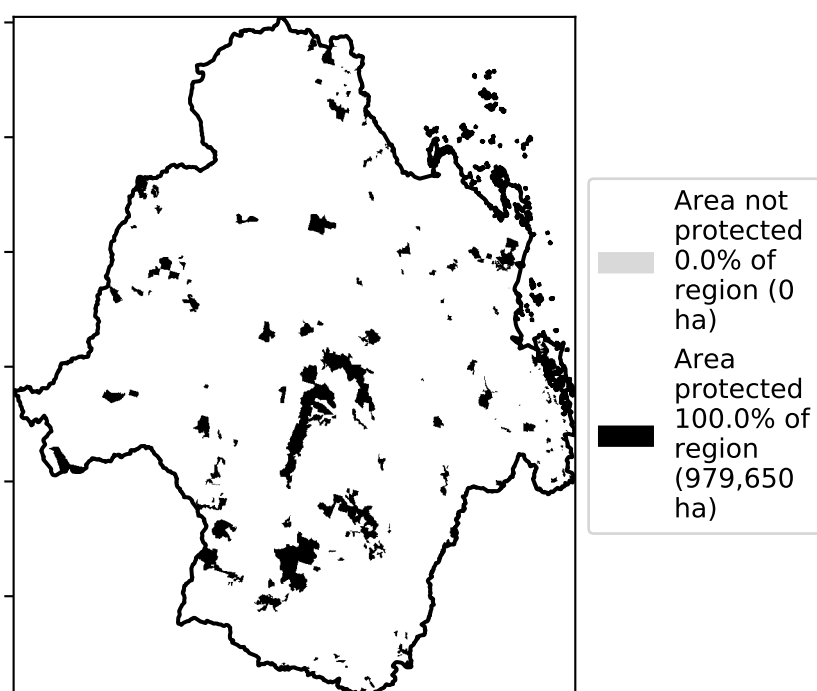 Area not
protected
0.0% of
region (0
ha)
Area
protected
100.0% of
region
(979,650
ha)